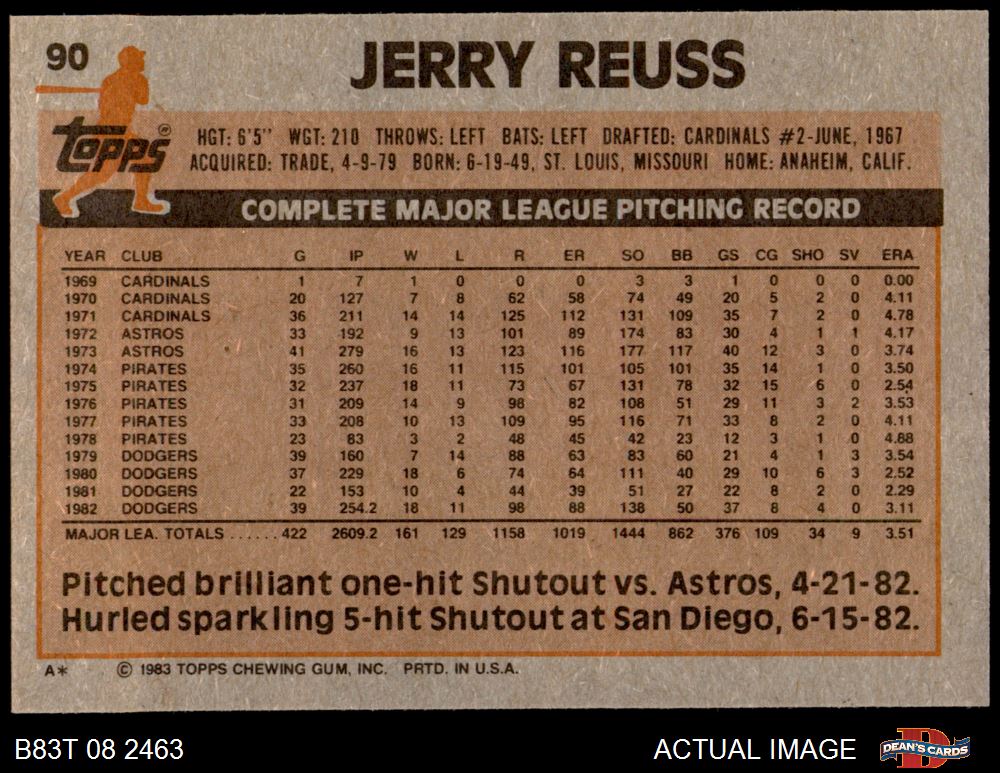 90
JERRY REUSS
Topps®
HGT: 6'5" WGT: 210 THROWS: LEFT BATS: LEFT DRAFTED: CARDINALS #2-JUNE, 1967
ACQUIRED: TRADE, 4-9-79 BORN: 6-19-49, ST. LOUIS, MISSOURI HOME: ANAHEIM, CALIF.
COMPLETE MAJOR LEAGUE PITCHING RECORD
YEAR CLUB G IP W L R ER SO BB GS CG SHO SV ERA
1969 CARDINALS 1 7 1 0 0 0 3 3 1 0 0 0 0.00
1970 CARDINALS 20 127 7 8 62 58 74 49 20 5 2 0 4.11
1971 CARDINALS 36 211 14 14 125 112 131 109 35 7 2 0 4.78
1972 ASTROS 33 192 9 13 101 89 174 83 30 4 1 1 4.17
1973 ASTROS 41 279 16 13 123 116 177 117 40 12 3 0 3.74
1974 PIRATES 35 260 16 11 115 101 105 101 35 14 1 0 3.50
1975 PIRATES 32 237 18 11 73 67 131 78 32 15 6 0 2.54
1976 PIRATES 31 209 14 9 98 82 108 51 29 11 3 2 3.53
1977 PIRATES 33 208 10 13 109 95 116 71 33 8 2 0 4.11
1978 PIRATES 23 83 3 2 48 45 42 23 12 3 1 0 4.88
1979 DODGERS 39 160 7 14 88 63 83 60 21 4 1 3 3.54
1980 DODGERS 37 229 18 6 74 64 111 40 29 10 6 3 2.52
1981 DODGERS 22 153 10 4 44 39 51 27 22 8 2 0 2.29
1982 DODGERS 39 254.2 18 11 98 88 138 50 37 8 4 0 3.11
MAJOR LEA. TOTALS ...... 422 2609.2 161 129 1158 1019 1444 862 376 109 34 9 3.51
Pitched brilliant one-hit Shutout vs. Astros, 4-21-82.
Hurled sparkling 5-hit Shutout at San Diego, 6-15-82.
A* © 1983 TOPPS CHEWING GUM, INC. PRTD. IN U.S.A.
B83T 08 2463 ACTUAL IMAGE DEAN'S CARDS